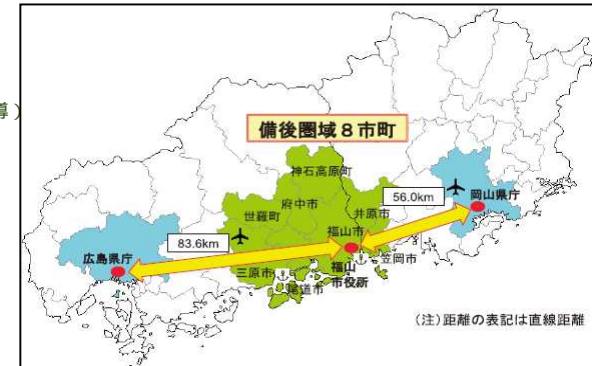 導）
備後圏域８市町
神石高原町
府中市
世羅町
井原市
56.0km
岡山県庁
83.6km
福山市
広島県庁
三原市
福山
市役所
笠岡市
尾道市
(注)距離の表記は直線距離